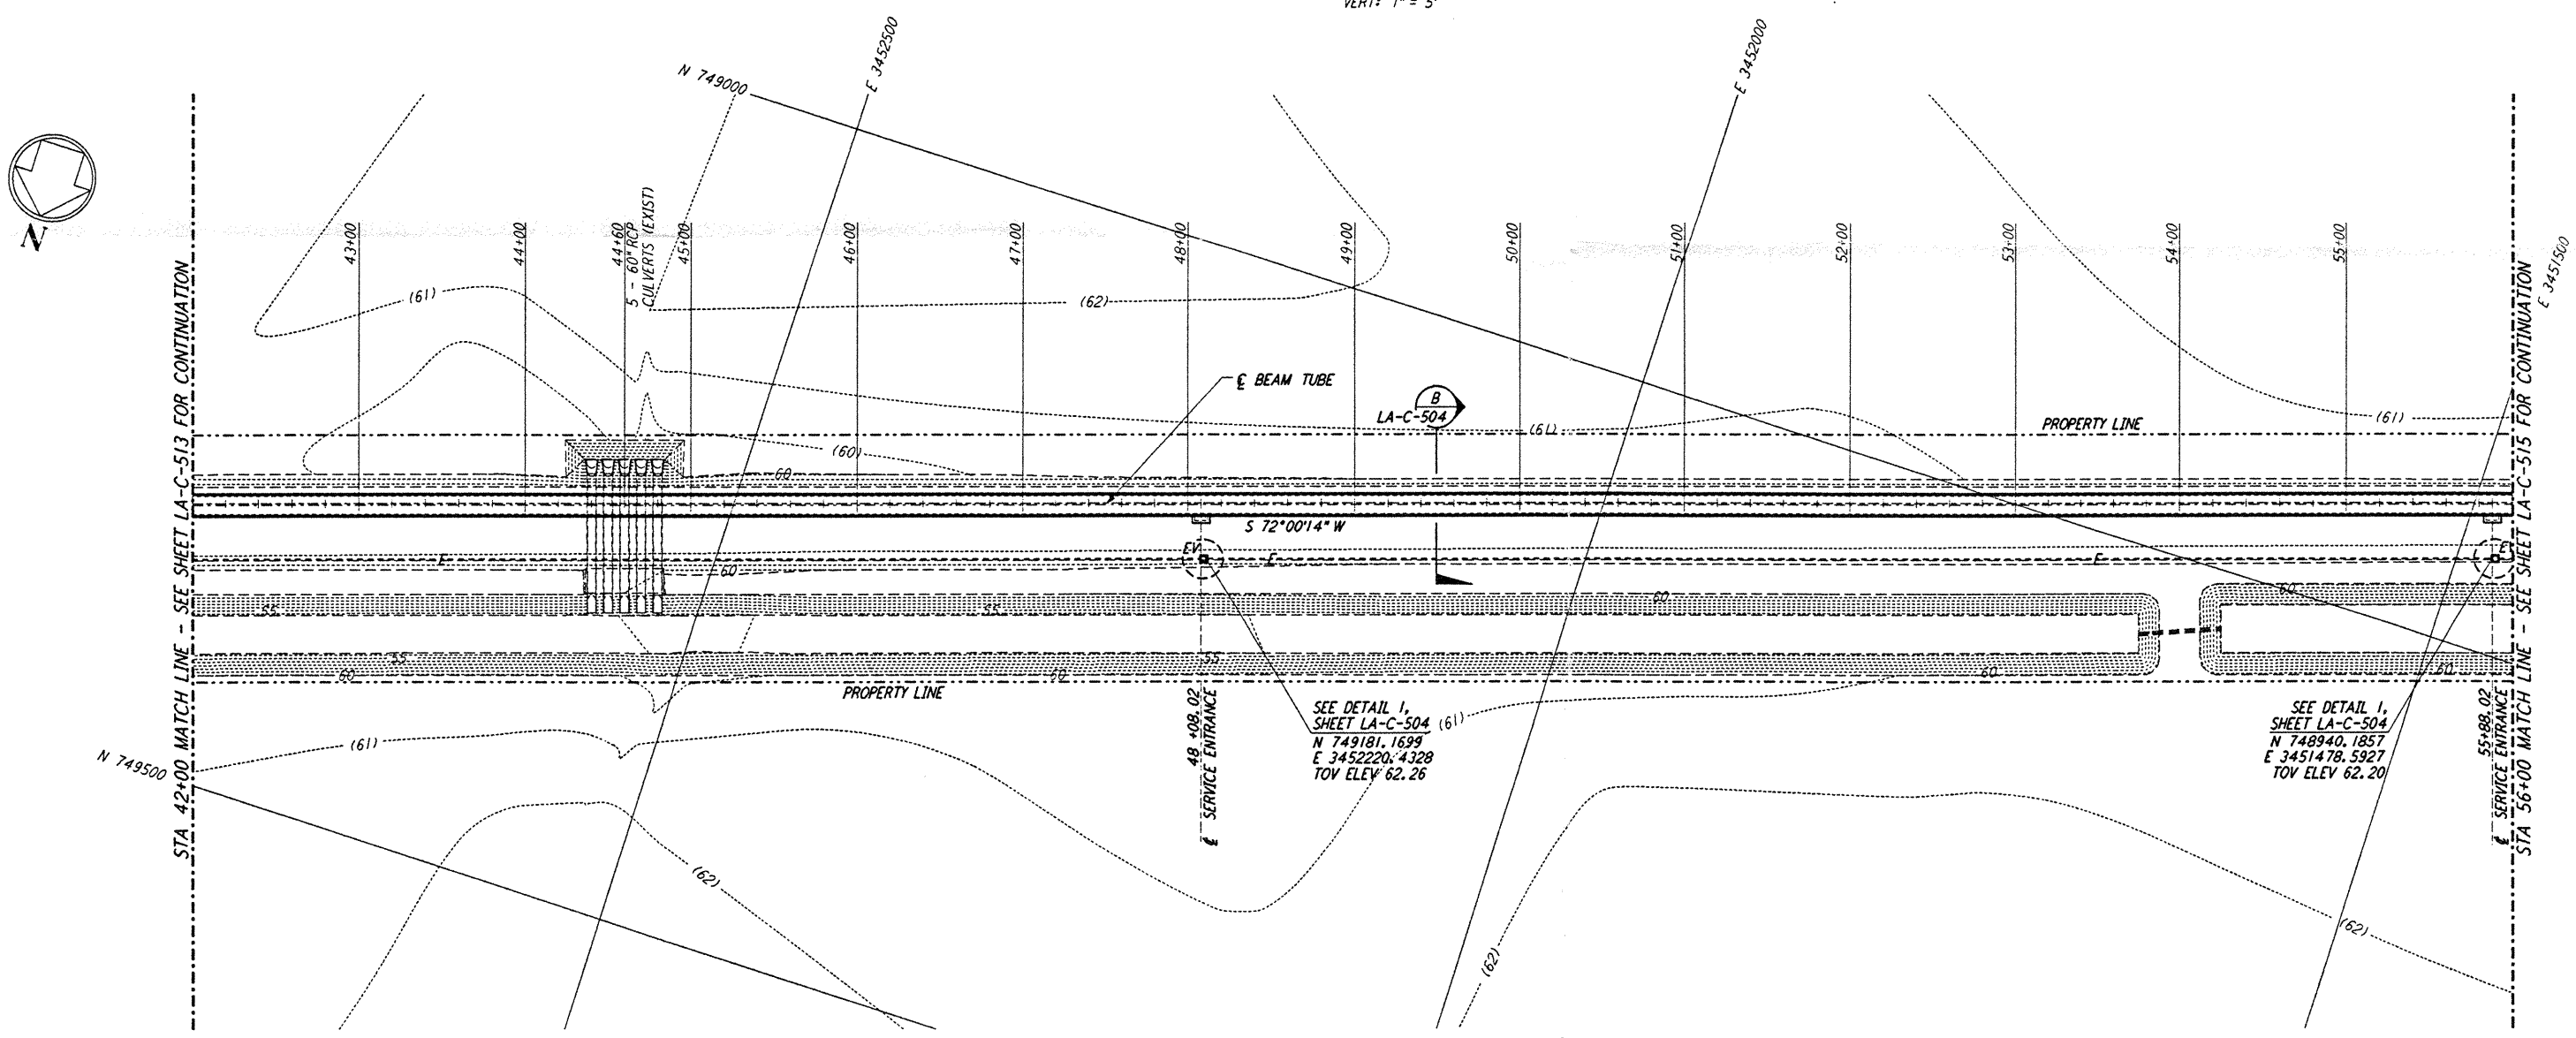 VERT: 1" = 5'
N 749000
E 3452500
E 3452000
E 3451500
N
43+00
44+00
44+60
5 - 60" RCP
CULVERTS (EXIST)
45+00
46+00
47+00
48+00
49+00
50+00
51+00
52+00
53+00
54+00
55+00
STA 42+00 MATCH LINE - SEE SHEET LA-C-513 FOR CONTINUATION
(61)
(62)
℄ BEAM TUBE
B
LA-C-504
(61)
PROPERTY LINE
(61)
(60)
60
S 72°00'14" W
E
EV
E
E
E
60
55
55
60
60
55
55
60
60
60
60
60
PROPERTY LINE
48 +08.02
℄ SERVICE ENTRANCE
SEE DETAIL 1,
SHEET LA-C-504
N 749181.1699
E 3452220.4328
TOV ELEV 62.26
(61)
SEE DETAIL 1,
SHEET LA-C-504
N 748940.1857
E 3451478.5927
TOV ELEV 62.20
55+88.02
℄ SERVICE ENTRANCE
STA 56+00 MATCH LINE - SEE SHEET LA-C-515 FOR CONTINUATION
N 749500
(61)
(62)
(62)
(62)